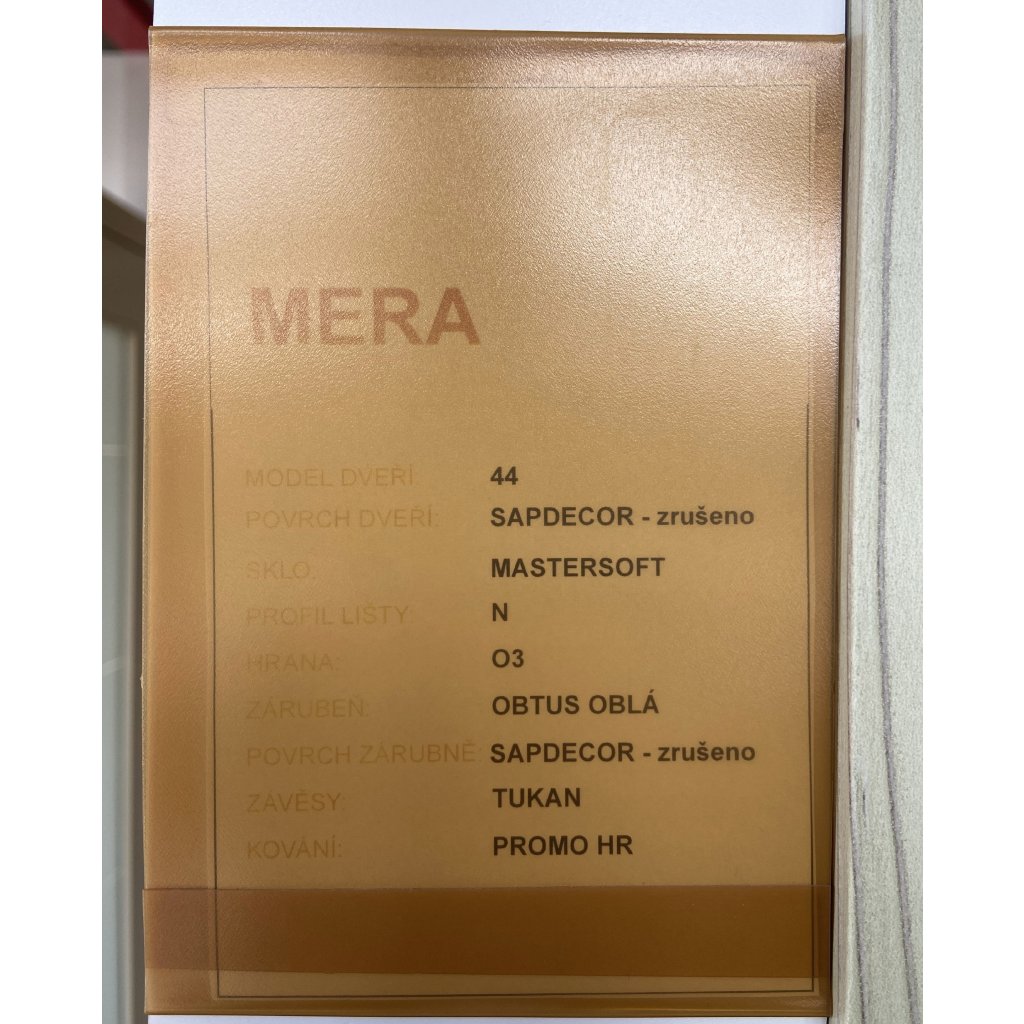 MERA
MODEL DVEŘÍ: 44
POVRCH DVEŘÍ: SAPDECOR - zrušeno
SKLO: MASTERSOFT
PROFIL LIŠTY: N
HRANA: O3
ZÁRUBEŇ: OBTUS OBLÁ
POVRCH ZÁRUBNĚ: SAPDECOR - zrušeno
ZÁVĚSY: TUKAN
KOVÁNÍ: PROMO HR